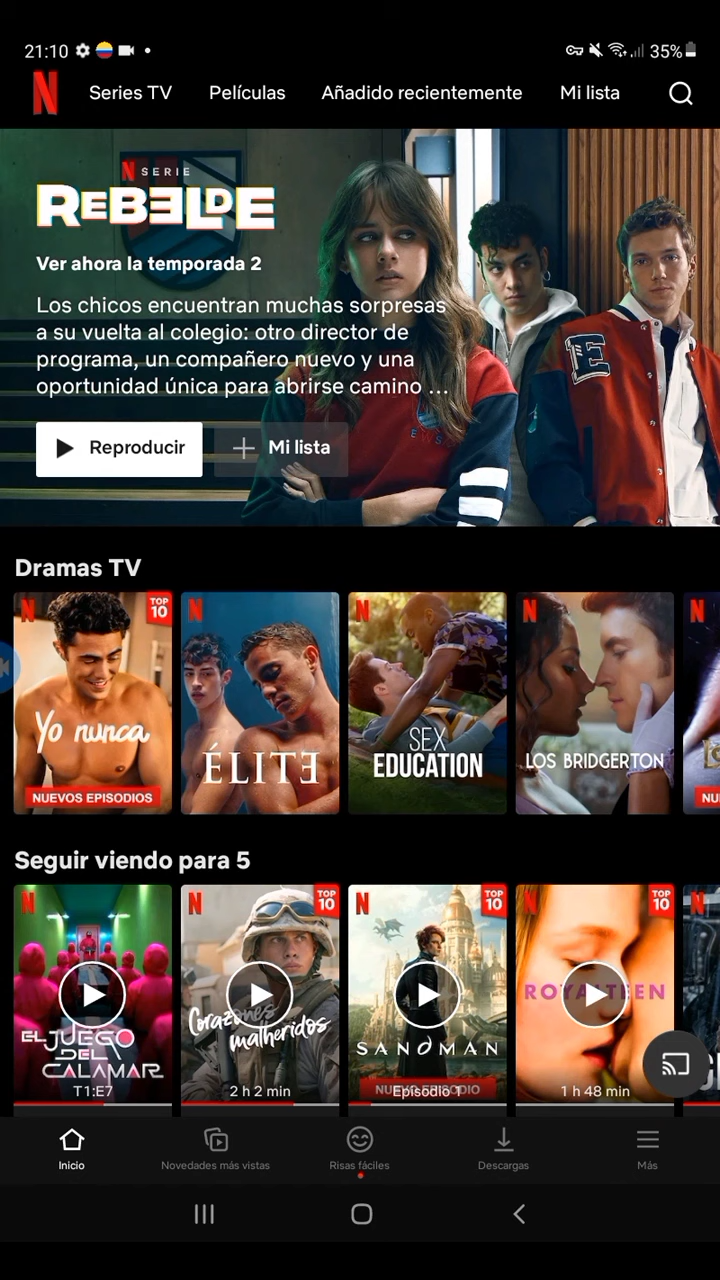 21:10
35%
N
Series TV
Películas
Añadido recientemente
Mi lista
N SERIE
REBELDE
Ver ahora la temporada 2
Los chicos encuentran muchas sorpresas
a su vuelta al colegio: otro director de
programa, un compañero nuevo y una
oportunidad única para abrirse camino ...
Reproducir
Mi lista
E
Dramas TV
N
TOP
10
Yo nunca
NUEVOS EPISODIOS
N
ÉLITE
N
SEX
EDUCATION
N
LOS BRIDGERTON
N
NU
Seguir viendo para 5
N
EL JUEGO
DEL
CALAMAR
T1:E7
N
TOP
10
Corazones
malheridos
2 h 2 min
N
TOP
10
SANDMAN
NUEVO EPISODIO
Episodio 1
N
TOP
10
ROYALTEEN
1 h 48 min
N
Inicio
Novedades más vistas
Risas fáciles
Descargas
Más